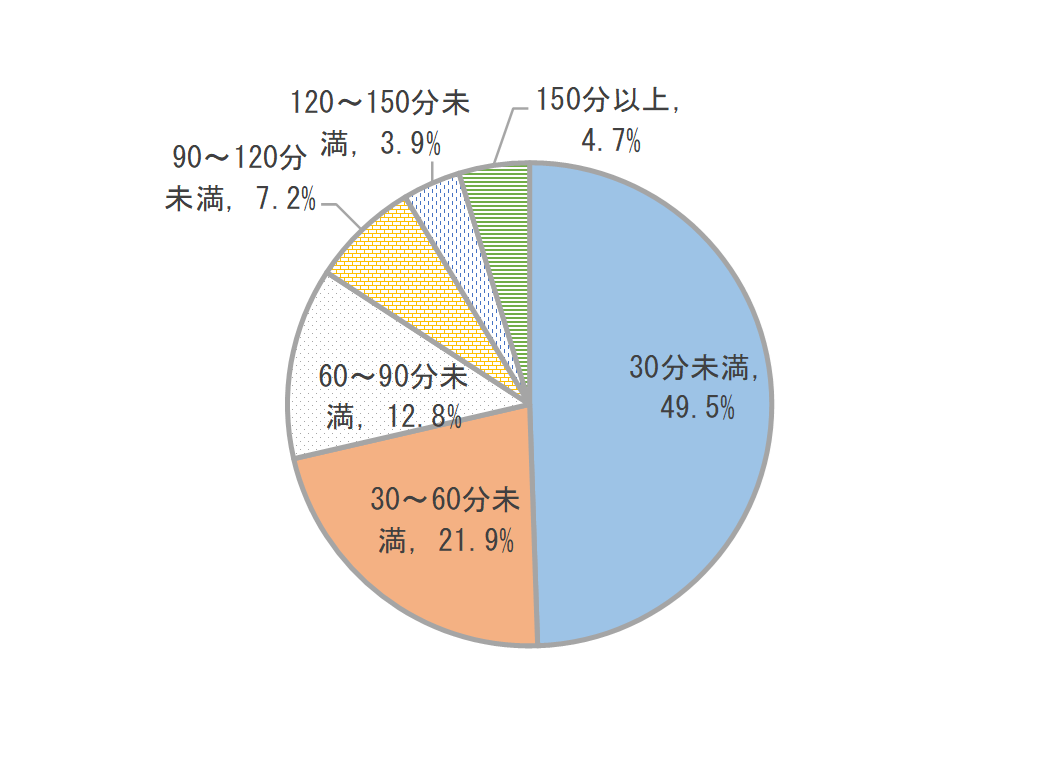 120～150分未
満, 3.9%
150分以上,
4.7%
90～120分
未満, 7.2%
30分未満,
49.5%
60～90分未
満, 12.8%
30～60分未
満, 21.9%